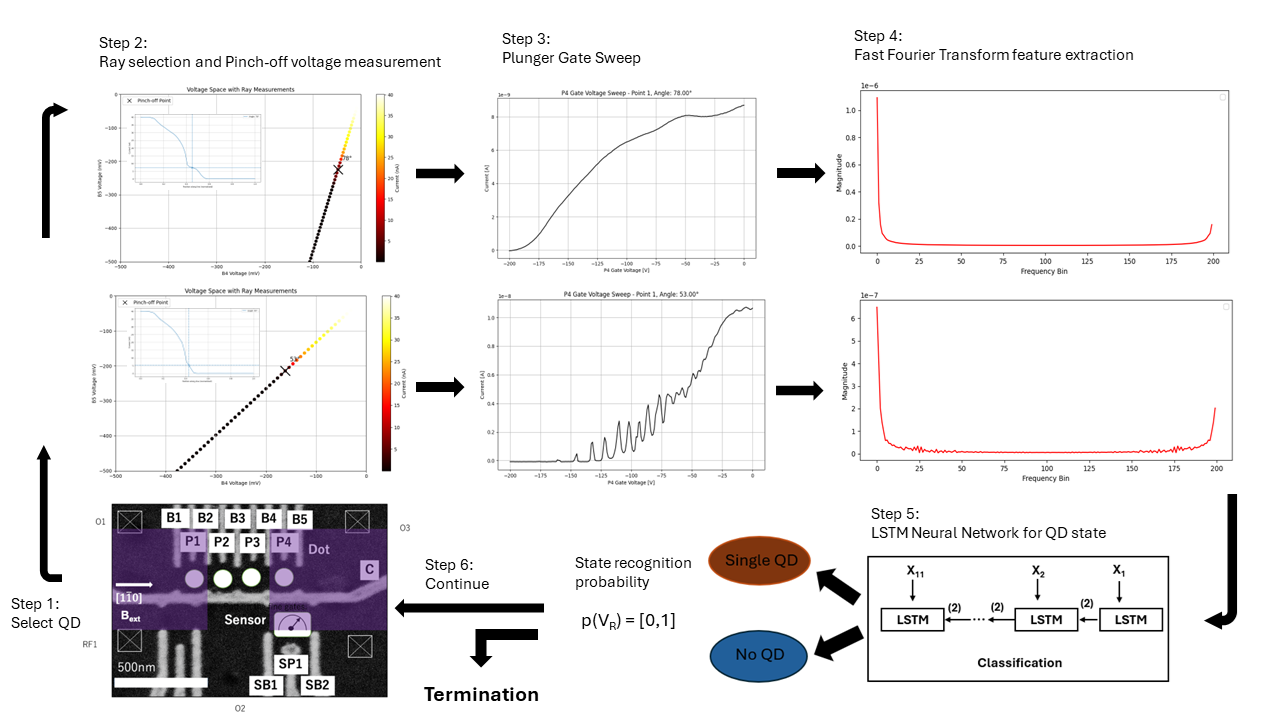 Step 2:
Ray selection and Pinch-off voltage measurement
Step 3:
Plunger Gate Sweep
Step 4:
Fast Fourier Transform feature extraction
Voltage Space with Ray Measurements
Pinch-off Point
78°
0
−100
−200
−300
−400
−500
B5 Voltage (mV)
−500 −400 −300 −200 −100 0
B4 Voltage (mV)
40
35
30
25
20
15
10
5
Current (nA)
P4 Gate Voltage Sweep - Point 1, Angle: 78.00°
1e−9
8
6
4
2
0
Current [A]
−200 −175 −150 −125 −100 −75 −50 −25 0
P4 Gate Voltage [V]
1e−6
1.0
0.8
0.6
0.4
0.2
0.0
Magnitude
0 25 50 75 100 125 150 175 200
Frequency Bin
Voltage Space with Ray Measurements
Pinch-off Point
0
−100
−200
−300
−400
−500
B5 Voltage (mV)
−500 −400 −300 −200 −100 0
B4 Voltage (mV)
40
35
30
25
20
15
10
5
Current (nA)
P4 Gate Voltage Sweep - Point 1, Angle: 53.00°
1e−8
1.0
0.8
0.6
0.4
0.2
0.0
Current [A]
−200 −175 −150 −125 −100 −75 −50 −25 0
P4 Gate Voltage [V]
1e−7
6
5
4
3
2
1
0
Magnitude
0 25 50 75 100 125 150 175 200
Frequency Bin
Step 1:
Select QD
O1
O3
RF1
O2
B1 B2 B3 B4 B5
P1 P2 P3 P4
Dot
C
[11̄0]
B_ext
Sensor
500nm
SP1
SB1 SB2
Step 6:
Continue
Termination
State recognition
probability
p(V_R) = [0,1]
Single QD
No QD
Step 5:
LSTM Neural Network for QD state
X₁₁ X₂ X₁
(2) (2) (2)
LSTM ... LSTM LSTM
Classification